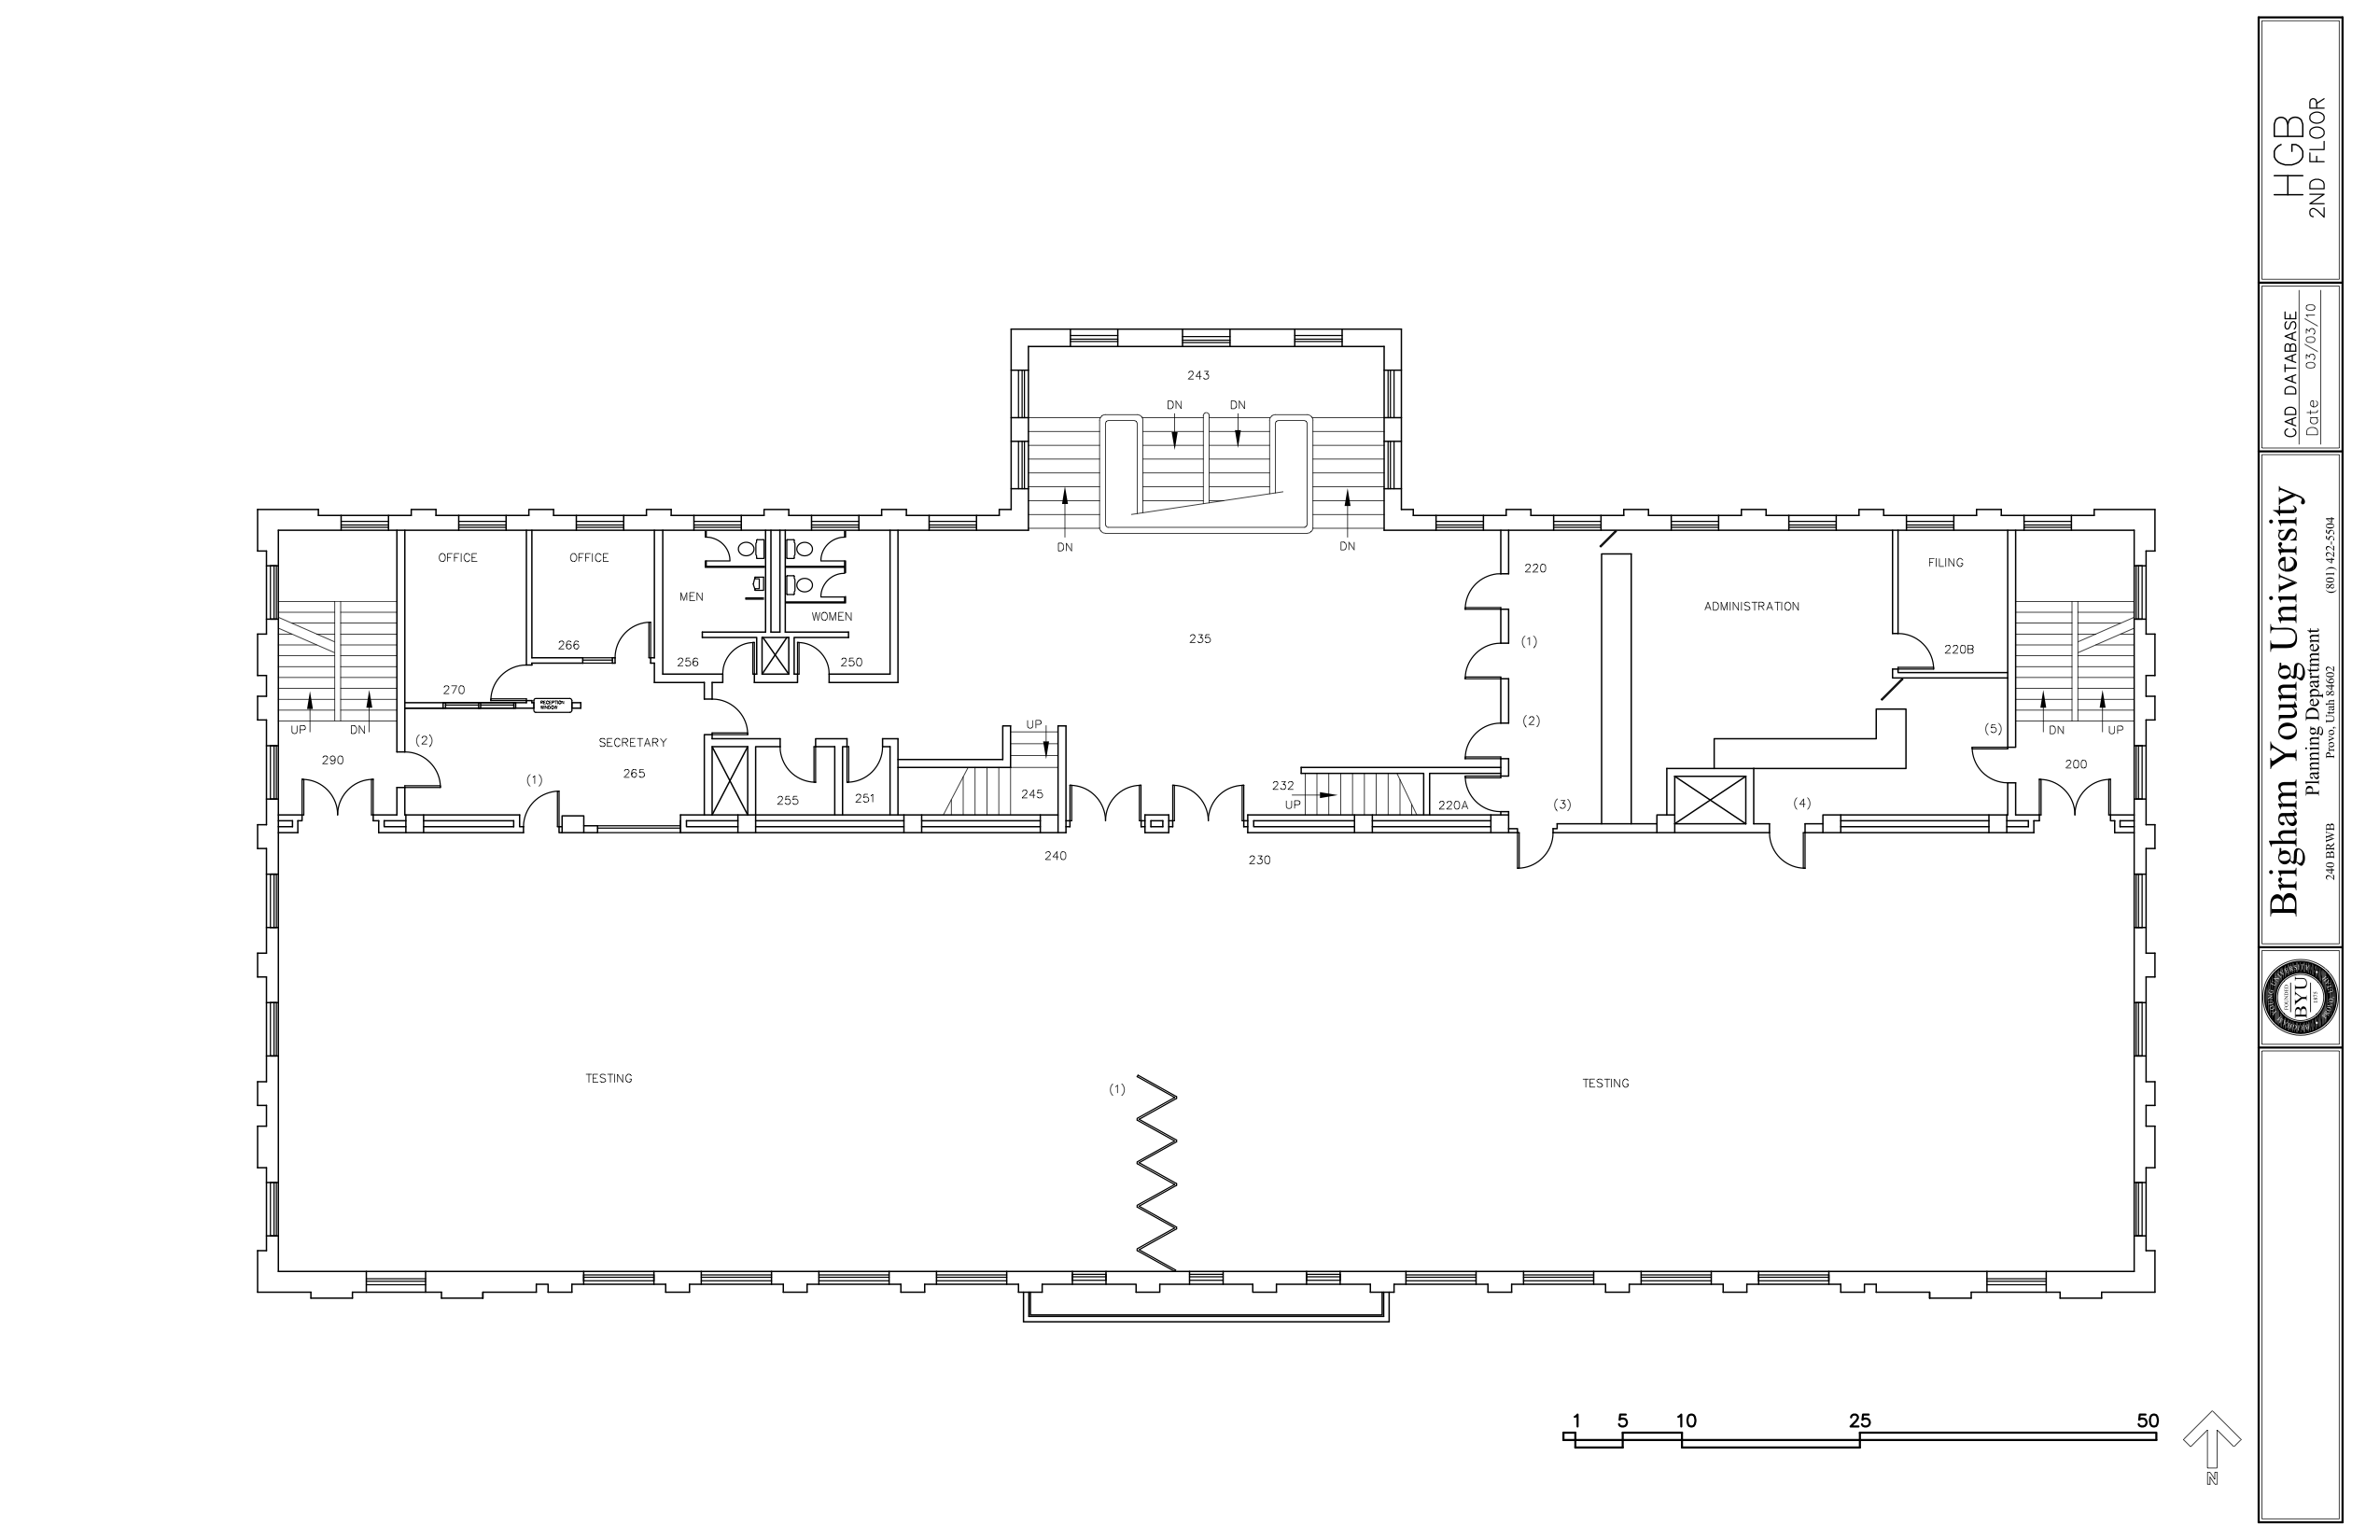 243
DN DN
DN DN
OFFICE OFFICE
MEN
WOMEN
266
256 250
270
RECEPTION
WINDOW
235
220
(1)
(2)
ADMINISTRATION
FILING
220B
UP DN
(2)
290
SECRETARY
265
(1)
255 251
UP
245
232
UP
220A
(3)
(4)
(5)
DN UP
200
240 230
TESTING
(1)
TESTING
1 5 10 25 50
N
HGB
2ND FLOOR
CAD DATABASE
Date 03/03/10
Brigham Young University
Planning Department
240 BRWB Provo, Utah 84602 (801) 422-5504
FOUNDED
BYU
1875